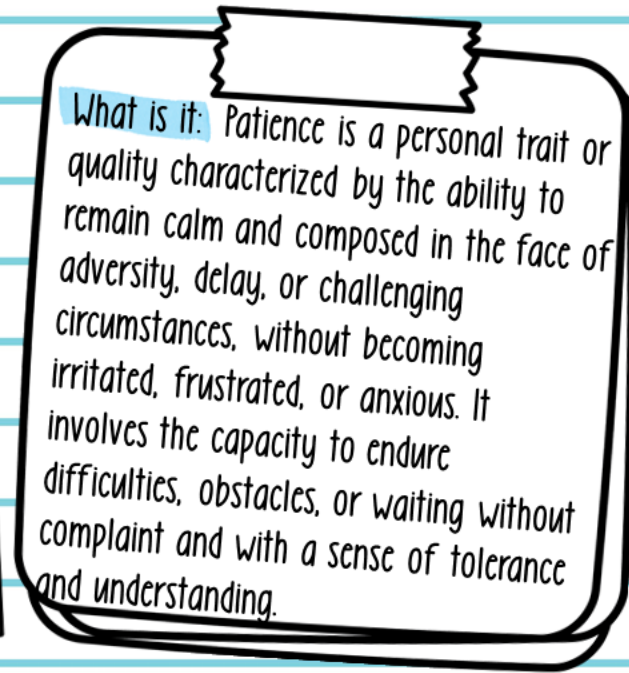 What is it: Patience is a personal trait or
quality characterized by the ability to
remain calm and composed in the face of
adversity, delay, or challenging
circumstances, without becoming
irritated, frustrated, or anxious. It
involves the capacity to endure
difficulties, obstacles, or waiting without
complaint and with a sense of tolerance
and understanding.